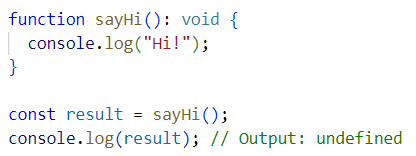 function sayHi(): void {
  console.log("Hi!");
}

const result = sayHi();
console.log(result); // Output: undefined